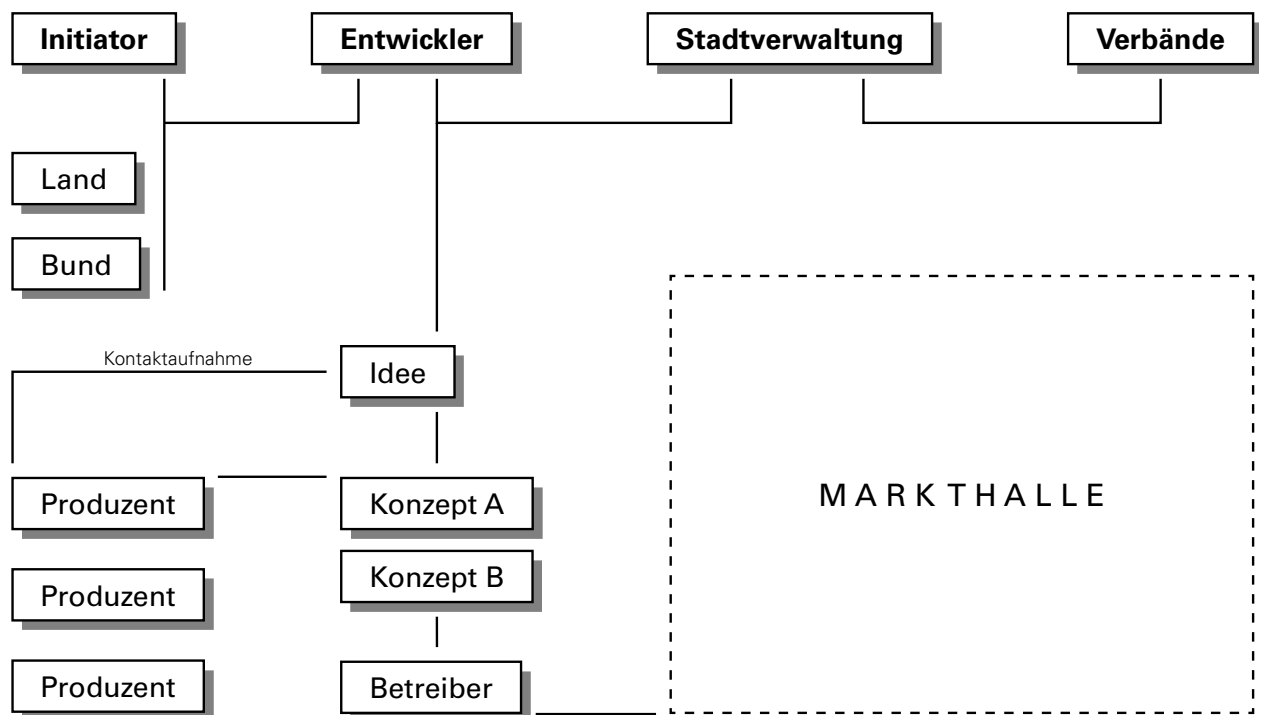 Initiator
Entwickler
Stadtverwaltung
Verbände
Land
Bund
Kontaktaufnahme
Idee
Produzent
Konzept A
MARKTHALLE
Konzept B
Produzent
Produzent
Betreiber